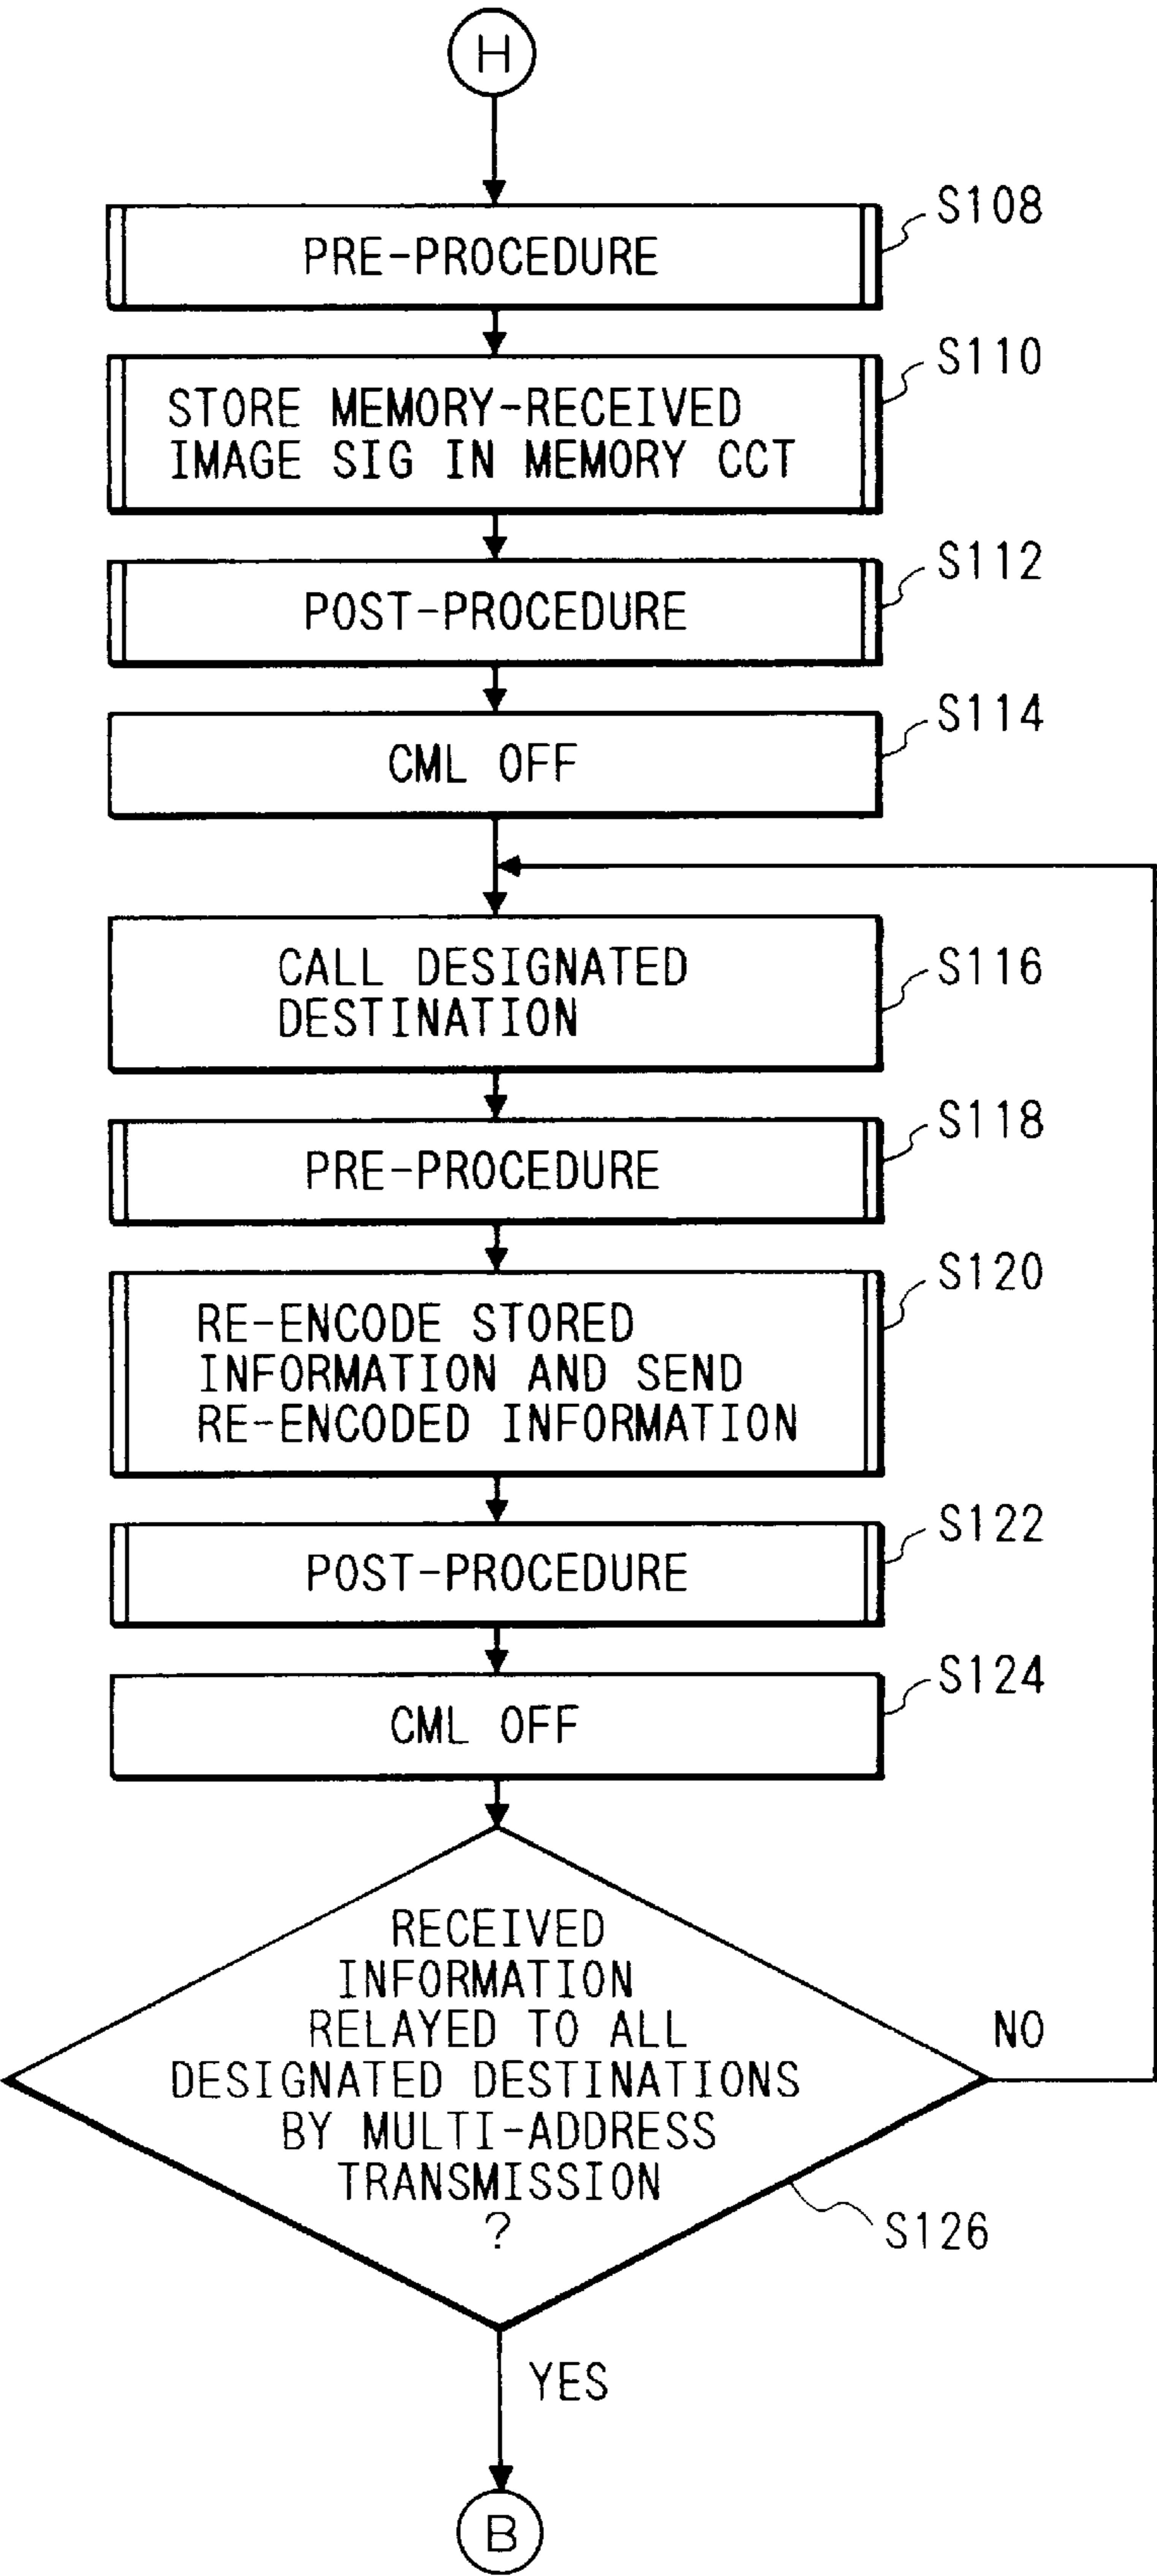 H
S108
PRE-PROCEDURE
S110
STORE MEMORY-RECEIVED
IMAGE SIG IN MEMORY CCT
S112
POST-PROCEDURE
S114
CML OFF
S116
CALL DESIGNATED
DESTINATION
S118
PRE-PROCEDURE
S120
RE-ENCODE STORED
INFORMATION AND SEND
RE-ENCODED INFORMATION
S122
POST-PROCEDURE
S124
CML OFF
RECEIVED
INFORMATION
RELAYED TO ALL
NO
DESIGNATED DESTINATIONS
BY MULTI-ADDRESS
TRANSMISSION
?
S126
YES
B